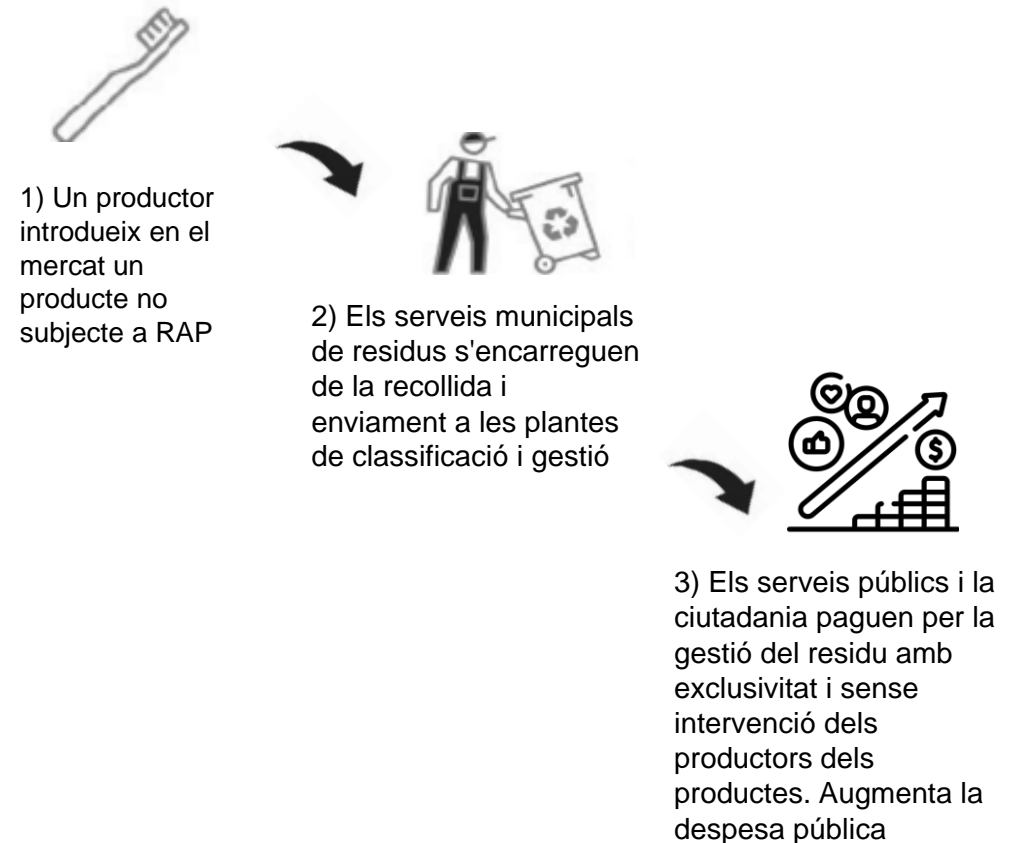 1) Un productor
introdueix en el
mercat un
producte no
subjecte a RAP
2) Els serveis municipals
de residus s'encarreguen
de la recollida i
enviament a les plantes
de classificació i gestió
$
3) Els serveis públics i la
ciutadania paguen per la
gestió del residu amb
exclusivitat i sense
intervenció dels
productors dels
productes. Augmenta la
despesa pública